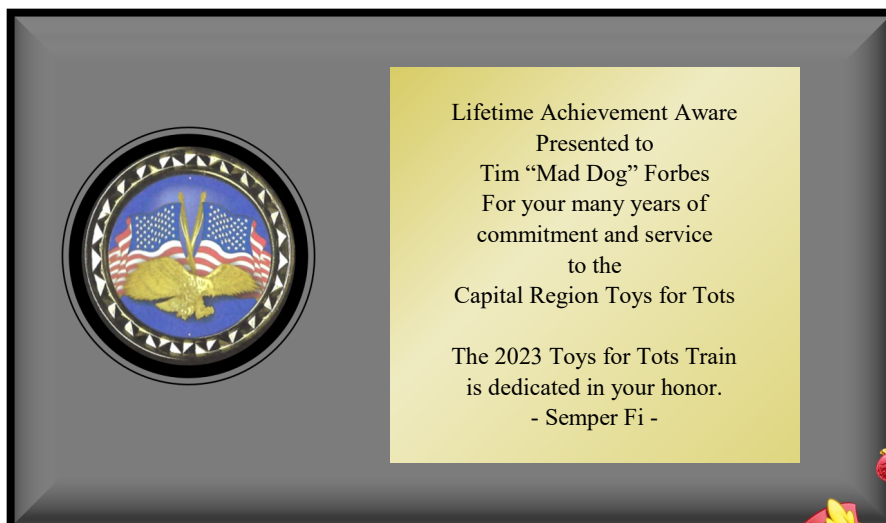 Lifetime Achievement Aware
Presented to
Tim “Mad Dog” Forbes
For your many years of
commitment and service
to the
Capital Region Toys for Tots
The 2023 Toys for Tots Train
is dedicated in your honor.
- Semper Fi -